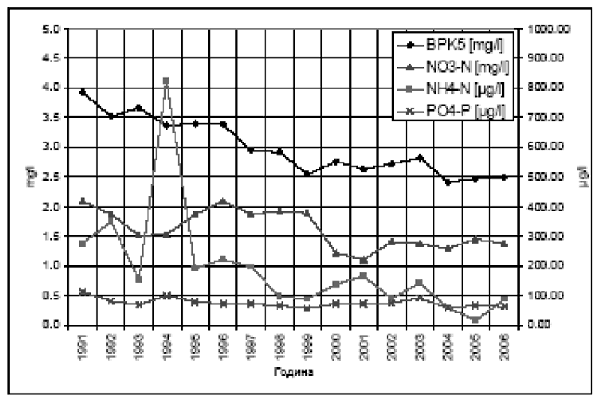 5.0 1000.00
4.5 900.00
4.0 800.00
3.5 700.00
3.0 600.00
2.5 500.00
2.0 400.00
1.5 300.00
1.0 200.00
0.5 100.00
0.0 0.00
mg/l
µg/l
BPK5 [mg/l]
NO3-N [mg/l]
NH4-N [µg/l]
PO4-P [µg/l]
1991 1992 1993 1994 1995 1996 1997 1998 1999 2000 2001 2002 2003 2004 2005 2006
Година